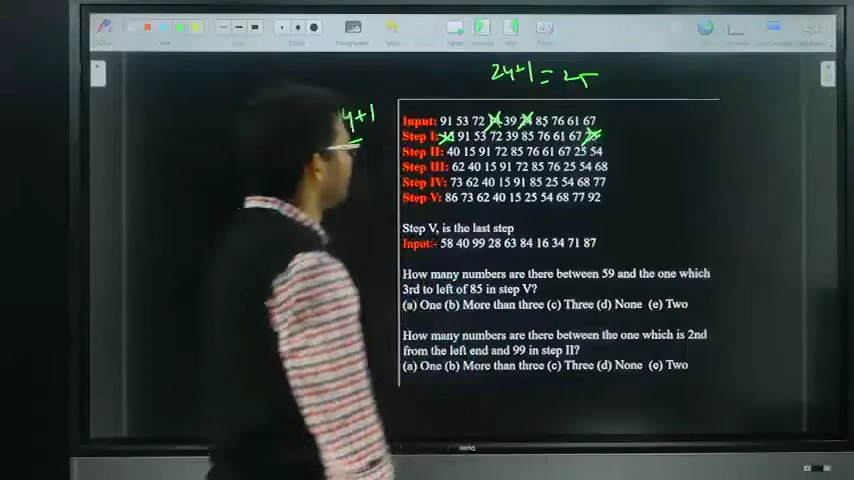 24+1 = 25
4+1
Input: 91 53 72 14 39 24 85 76 61 67
Step I: 15 91 53 72 39 85 76 61 67 25
Step II: 40 15 91 72 85 76 61 67 25 54
Step III: 62 40 15 91 72 85 76 25 54 68
Step IV: 73 62 40 15 91 85 25 54 68 77
Step V: 86 73 62 40 15 25 54 68 77 92
Step V, is the last step
Input:- 58 40 99 28 63 84 16 34 71 87
How many numbers are there between 59 and the one which
3rd to left of 85 in step V?
(a) One (b) More than three (c) Three (d) None (e) Two
How many numbers are there between the one which is 2nd
from the left end and 99 in step II?
(a) One (b) More than three (c) Three (d) None (e) Two